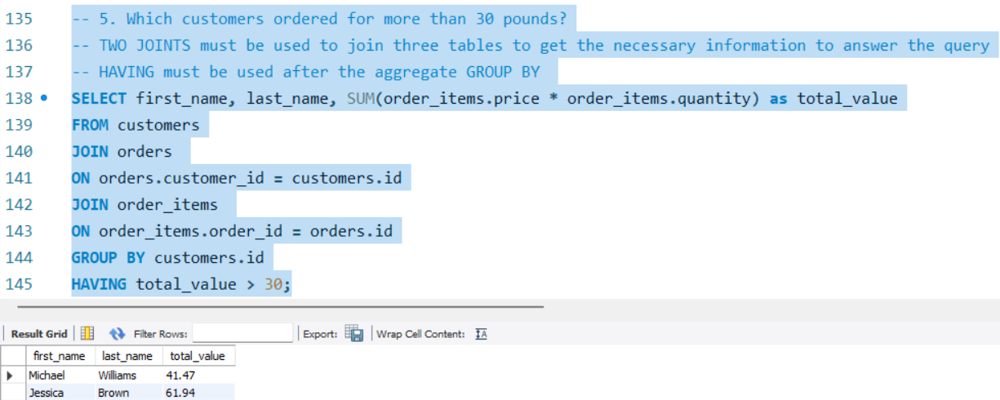 135 -- 5. Which customers ordered for more than 30 pounds?
136 -- TWO JOINTS must be used to join three tables to get the necessary information to answer the query
137 -- HAVING must be used after the aggregate GROUP BY
138 SELECT first_name, last_name, SUM(order_items.price * order_items.quantity) as total_value
139 FROM customers
140 JOIN orders
141 ON orders.customer_id = customers.id
142 JOIN order_items
143 ON order_items.order_id = orders.id
144 GROUP BY customers.id
145 HAVING total_value > 30;
Result Grid Filter Rows: Export: Wrap Cell Content: IA
first_name last_name total_value
Michael Williams 41.47
Jessica Brown 61.94